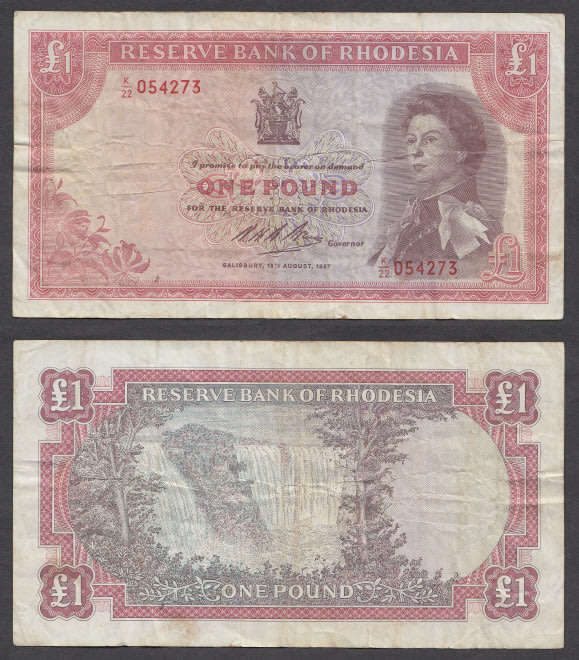 RESERVE BANK OF RHODESIA
£1
£1
K/22 054273
I promise to pay the bearer on demand
ONE POUND
FOR THE RESERVE BANK OF RHODESIA
Governor
SALISBURY, 18TH AUGUST, 1967
K/22 054273
£1
RESERVE BANK OF RHODESIA
£1
£1
£1
ONE POUND
£1